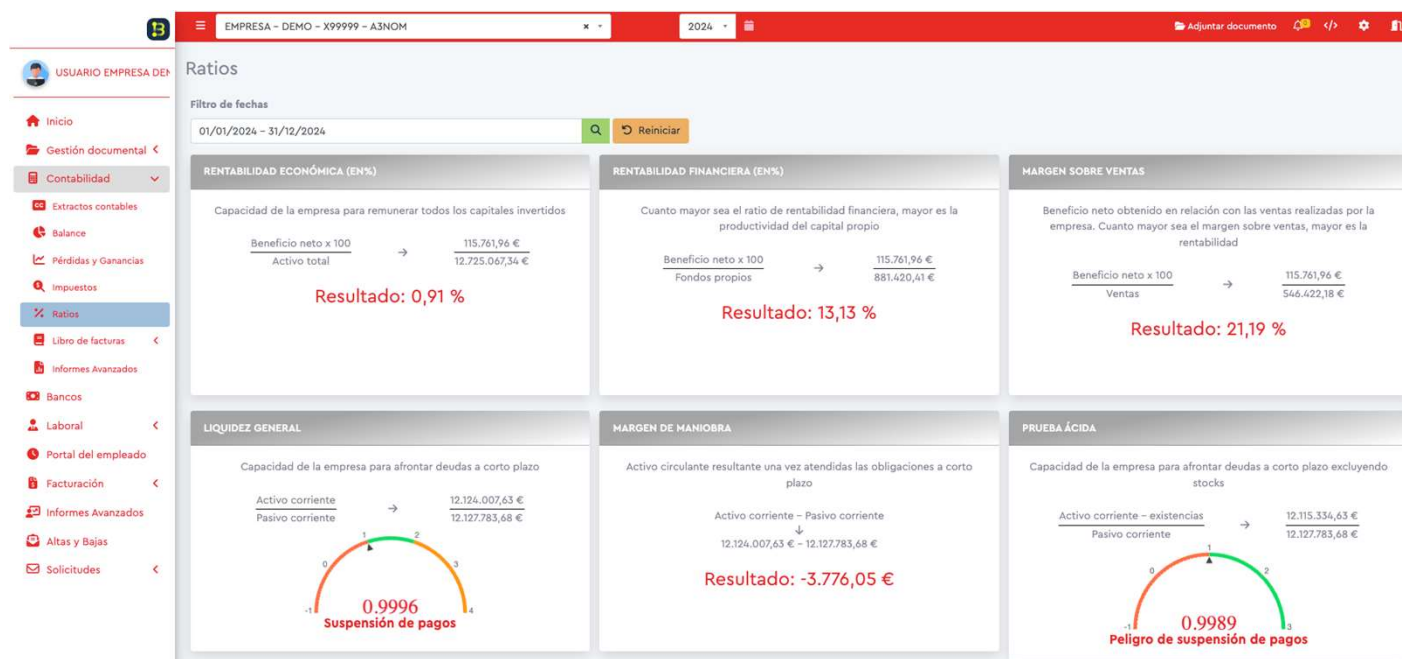 EMPRESA - DEMO - X99999 - A3NOM
2024
Adjuntar documento
</>
USUARIO EMPRESA DEM
Inicio
Gestión documental
Contabilidad
Extractos contables
Balance
Pérdidas y Ganancias
Impuestos
Ratios
Libro de facturas
Informes Avanzados
Bancos
Laboral
Portal del empleado
Facturación
Informes Avanzados
Altas y Bajas
Solicitudes
Ratios
Filtro de fechas
01/01/2024 - 31/12/2024
Reiniciar
RENTABILIDAD ECONÓMICA (EN%)
Capacidad de la empresa para remunerar todos los capitales invertidos
Beneficio neto x 100 → 115.761,96 €
Activo total 12.725.067,34 €
Resultado: 0,91 %
RENTABILIDAD FINANCIERA (EN%)
Cuanto mayor sea el ratio de rentabilidad financiera, mayor es la
productividad del capital propio
Beneficio neto x 100 → 115.761,96 €
Fondos propios 881.420,41 €
Resultado: 13,13 %
MARGEN SOBRE VENTAS
Beneficio neto obtenido en relación con las ventas realizadas por la
empresa. Cuanto mayor sea el margen sobre ventas, mayor es la
rentabilidad
Beneficio neto x 100 → 115.761,96 €
Ventas 546.422,18 €
Resultado: 21,19 %
LIQUIDEZ GENERAL
Capacidad de la empresa para afrontar deudas a corto plazo
Activo corriente → 12.124.007,63 €
Pasivo corriente 12.127.783,68 €
-1 0 1 2 3 4
0.9996
Suspensión de pagos
MARGEN DE MANIOBRA
Activo circulante resultante una vez atendidas las obligaciones a corto
plazo
Activo corriente - Pasivo corriente
↓
12.124.007,63 € - 12.127.783,68 €
Resultado: -3.776,05 €
PRUEBA ÁCIDA
Capacidad de la empresa para afrontar deudas a corto plazo excluyendo
stocks
Activo corriente - existencias → 12.115.334,63 €
Pasivo corriente 12.127.783,68 €
-1 0 1 2 3
0.9989
Peligro de suspensión de pagos